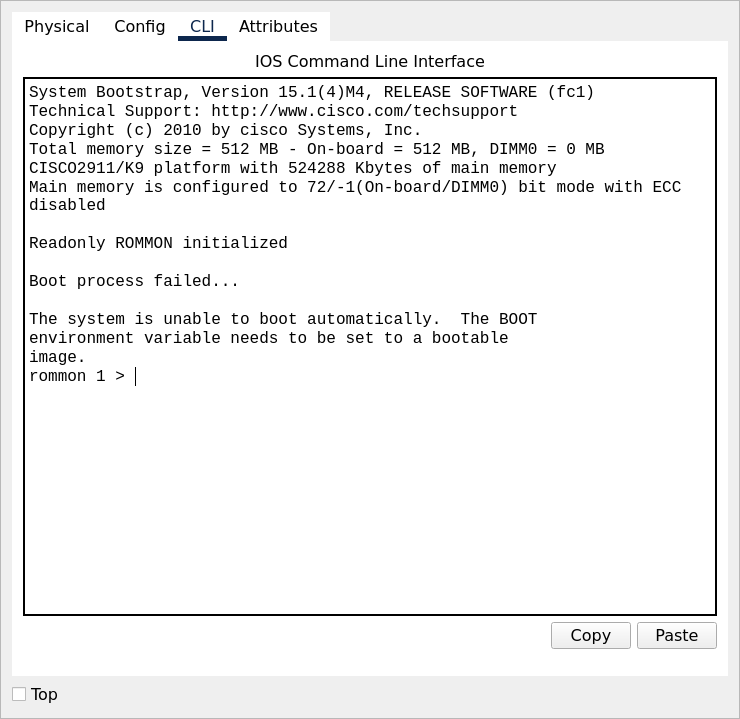 Physical Config CLI Attributes
IOS Command Line Interface
System Bootstrap, Version 15.1(4)M4, RELEASE SOFTWARE (fc1)
Technical Support: http://www.cisco.com/techsupport
Copyright (c) 2010 by cisco Systems, Inc.
Total memory size = 512 MB - On-board = 512 MB, DIMM0 = 0 MB
CISCO2911/K9 platform with 524288 Kbytes of main memory
Main memory is configured to 72/-1(On-board/DIMM0) bit mode with ECC
disabled
Readonly ROMMON initialized
Boot process failed...
The system is unable to boot automatically.  The BOOT
environment variable needs to be set to a bootable
image.
rommon 1 >
Copy Paste
Top